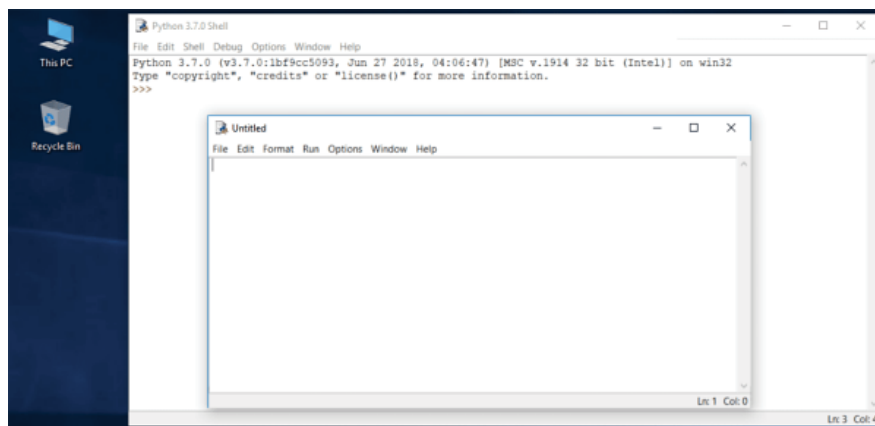 Python 3.7.0 Shell
File Edit Shell Debug Options Window Help
This PC
Python 3.7.0 (v3.7.0:1bf9cc5093, Jun 27 2018, 04:06:47) [MSC v.1914 32 bit (Intel)] on win32
Type "copyright", "credits" or "license()" for more information.
>>>
Recycle Bin
Untitled
File Edit Format Run Options Window Help
Ln: 1 Col: 0
Ln: 3 Col: 4